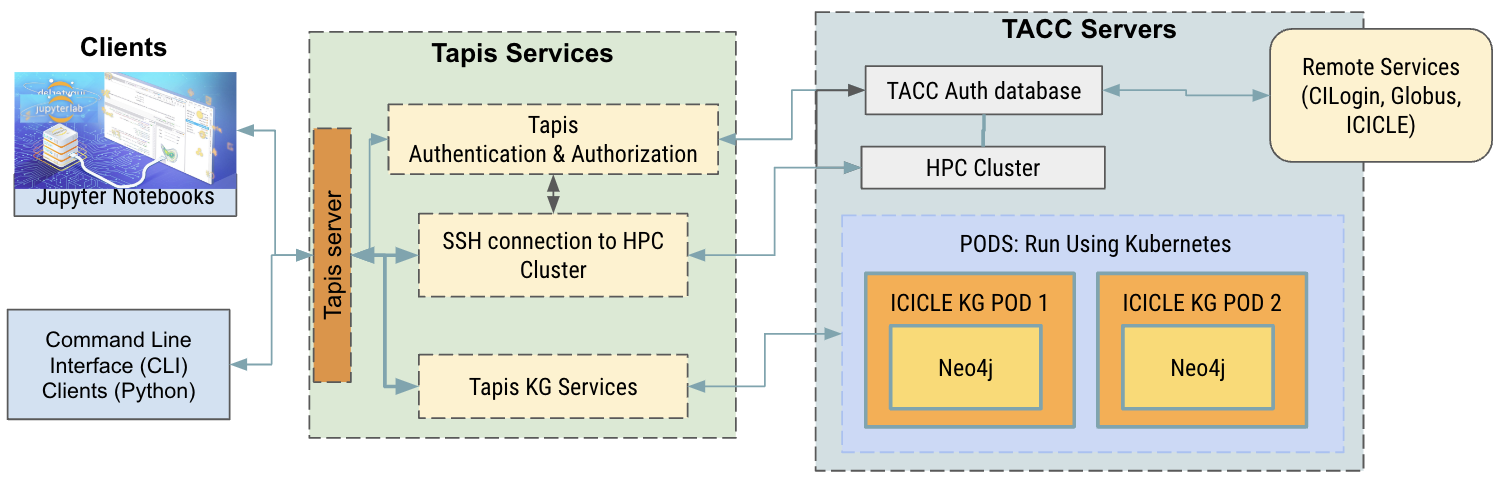 Clients
jupyterlab
Jupyter Notebooks
Command Line
Interface (CLI)
Clients (Python)
Tapis Services
Tapis server
Tapis
Authentication & Authorization
SSH connection to HPC
Cluster
Tapis KG Services
TACC Servers
TACC Auth database
HPC Cluster
Remote Services
(CILogin, Globus,
ICICLE)
PODS: Run Using Kubernetes
ICICLE KG POD 1
Neo4j
ICICLE KG POD 2
Neo4j